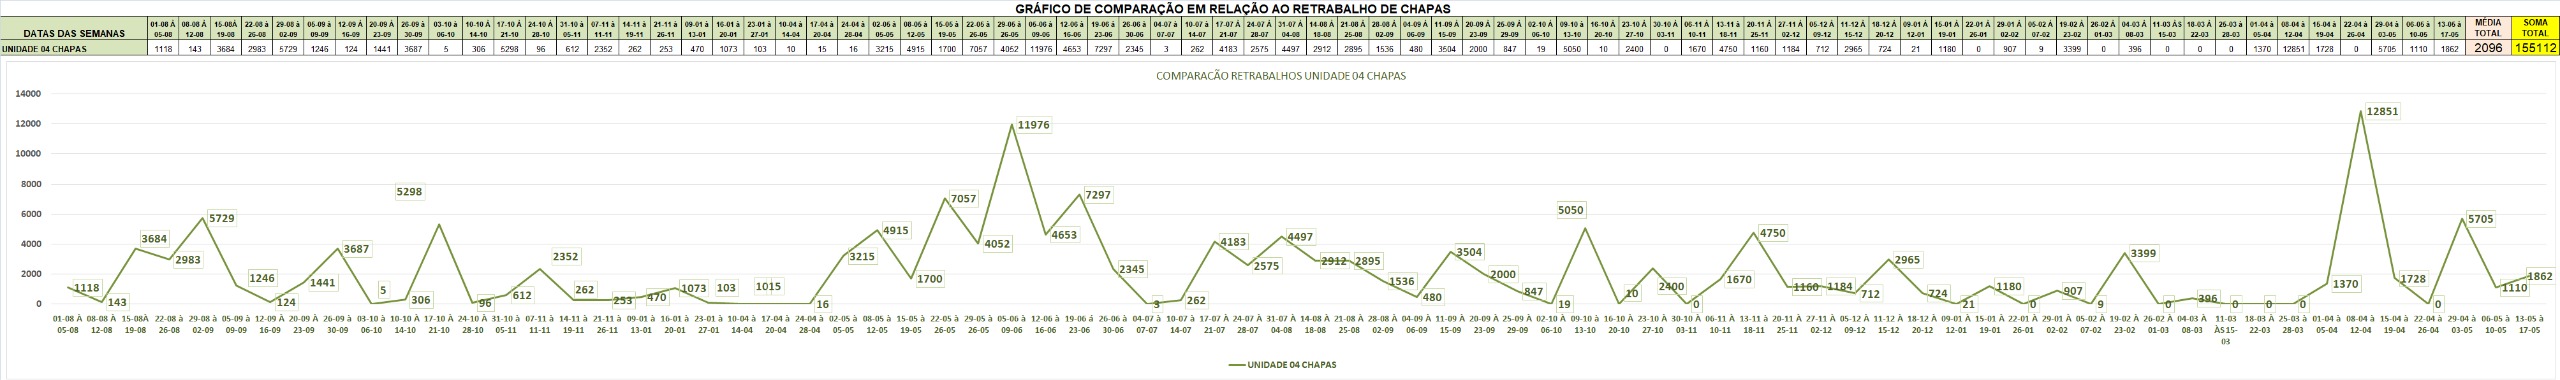 GRÁFICO DE COMPARAÇÃO EM RELAÇÃO AO RETRABALHO DE CHAPAS
DATAS DAS SEMANAS 01-08 À 08-08 À 15-08À 22-08 à 29-08 à 05-09 à 12-09 À 20-09 À 26-09 À 03-10 à 10-10 À 17-10 À 24-10 À 31-10 à 07-11 à 14-11 à 21-11 à 09-01 à 16-01 à 23-01 à 10-04 à 17-04 à 24-04 à 02-05 à 08-05 à 15-05 à 22-05 à 29-05 à 05-06 à 12-06 à 19-06 à 26-06 à 04-07 à 10-07 À 17-07 À 24-07 À 31-07 À 14-08 À 21-08 À 28-08 À 04-09 À 11-09 À 20-09 À 25-09 À 02-10 À 09-10 à 16-10 À 23-10 À 30-10 À 06-11 À 13-11 à 20-11 À 27-11 À 05-12 À 11-12 À 18-12 À 09-01 À 15-01 À 22-01 À 29-01 À 05-02 À 19-02 À 26-02 À 04-03 À 11-03 ÀS 18-03 À 25-03 à 01-04 à 08-04 à 15-04 à 22-04 à 29-04 à 06-05 à 13-06 à MÉDIA SOMA
05-08 12-08 19-08 26-08 02-09 09-09 16-09 23-09 30-09 06-10 14-10 21-10 28-10 05-11 11-11 19-11 26-11 13-01 20-01 27-01 14-04 20-04 28-04 05-05 12-05 19-05 26-05 26-05 09-06 16-06 23-06 30-06 07-07 14-07 21-07 28-07 04-08 18-08 25-08 02-09 06-09 15-09 23-09 29-09 06-10 13-10 20-10 27-10 03-11 10-11 18-11 25-11 02-12 09-12 15-12 20-12 12-01 19-01 26-01 02-02 07-02 23-02 01-03 08-03 15-03 22-03 28-03 05-04 12-04 19-04 26-04 03-05 10-05 17-05 TOTAL TOTAL
UNIDADE 04 CHAPAS 1118 143 3684 2983 5729 1246 124 1441 3687 5 306 5298 96 612 2352 262 253 470 1073 103 10 15 16 3215 4915 1700 7057 4052 11976 4653 7297 2345 3 262 4183 2575 4497 2912 2895 1536 480 3504 2000 847 19 5050 10 2400 0 1670 4750 1160 1184 712 2965 724 21 1180 0 907 9 3399 0 396 0 0 0 1370 12851 1728 0 5705 1110 1862 2096 155112
COMPARACÃO RETRABALHOS UNIDADE 04 CHAPAS
14000
12000
10000
8000
6000
4000
2000
0
1118 143 3684 2983 5729 1246 124 1441 3687 5 306 5298 96 612 2352 262 253 470 1073 103 10 15 16 3215 4915 1700 7057 4052 11976 4653 7297 2345 3 262 4183 2575 4497 2912 2895 1536 480 3504 2000 847 19 5050 10 2400 0 1670 4750 1160 1184 712 2965 724 21 1180 0 907 9 3399 0 396 0 0 0 1370 12851 1728 0 5705 1110 1862
01-08 À 08-08 À 15-08À 22-08 à 29-08 à 05-09 à 12-09 À 20-09 À 26-09 À 03-10 à 10-10 À 17-10 À 24-10 À 31-10 à 07-11 à 14-11 à 21-11 à 09-01 à 16-01 à 23-01 à 10-04 à 17-04 à 24-04 à 02-05 à 08-05 à 15-05 à 22-05 à 29-05 à 05-06 à 12-06 à 19-06 à 26-06 à 04-07 à 10-07 À 17-07 À 24-07 À 31-07 À 14-08 À 21-08 À 28-08 À 04-09 À 11-09 À 20-09 À 25-09 À 02-10 À 09-10 à 16-10 À 23-10 À 30-10 À 06-11 À 13-11 à 20-11 À 27-11 À 05-12 À 11-12 À 18-12 À 09-01 À 15-01 À 22-01 À 29-01 À 05-02 À 19-02 À 26-02 À 04-03 À 11-03 18-03 À 25-03 à 01-04 à 08-04 à 15-04 à 22-04 à 29-04 à 06-05 à 13-05 à
05-08 12-08 19-08 26-08 02-09 09-09 16-09 23-09 30-09 06-10 14-10 21-10 28-10 05-11 11-11 19-11 26-11 13-01 20-01 27-01 14-04 20-04 28-04 05-05 12-05 19-05 26-05 26-05 09-06 16-06 23-06 30-06 07-07 14-07 21-07 28-07 04-08 18-08 25-08 02-09 06-09 15-09 23-09 29-09 06-10 13-10 20-10 27-10 03-11 10-11 18-11 25-11 02-12 09-12 15-12 20-12 12-01 19-01 26-01 02-02 07-02 23-02 01-03 08-03 ÀS15- 22-03 28-03 05-04 12-04 19-04 26-04 03-05 10-05 17-05
03
UNIDADE 04 CHAPAS